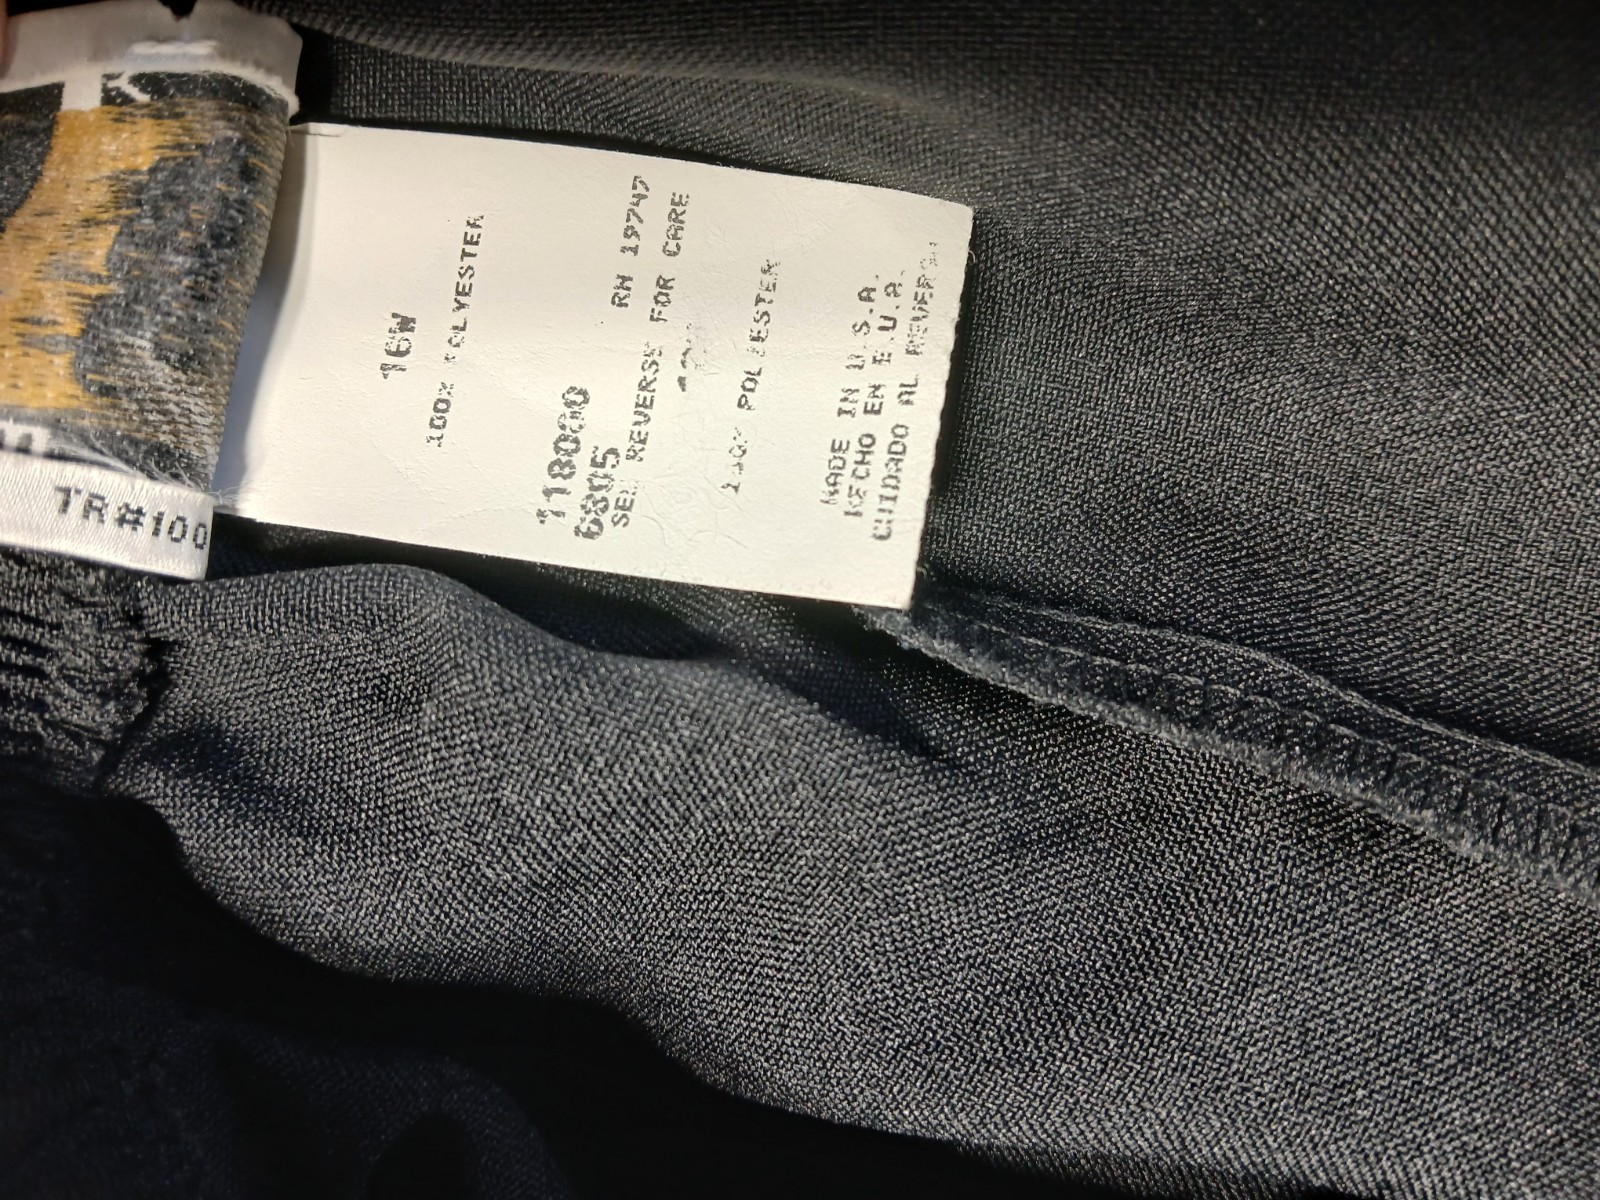 16W
100% POLYESTER
118000
6805
RN 19747
SEE REVERSE FOR CARE
100% POLIESTER
MADE IN U.S.A.
HECHO EN E.U.A.
CUIDADO AL REVERSO
TR#100